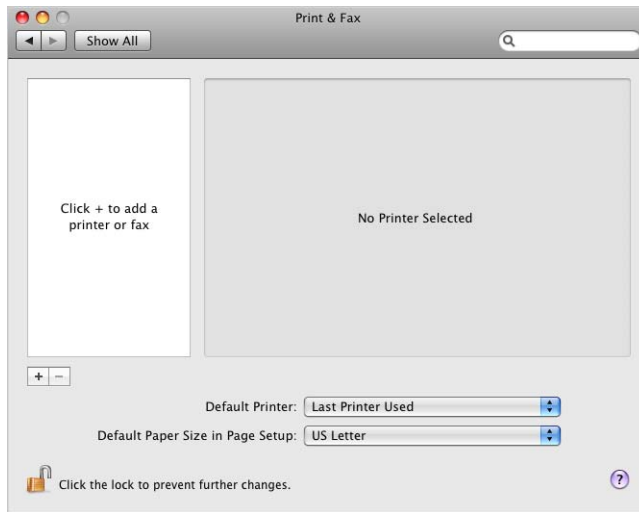 Print & Fax
Show All
Click + to add a
printer or fax
No Printer Selected
+ −
Default Printer: Last Printer Used
Default Paper Size in Page Setup: US Letter
Click the lock to prevent further changes.
?